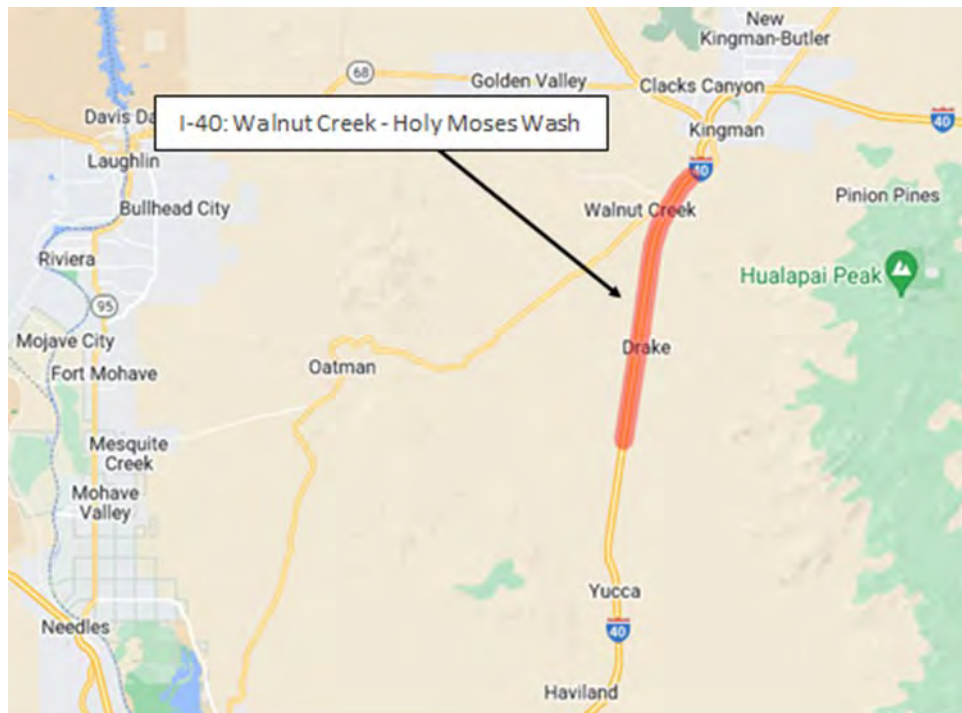 New
Kingman-Butler
68
Golden Valley
Clacks Canyon
Davis Da
I-40: Walnut Creek - Holy Moses Wash
Kingman
40
Laughlin
40
Bullhead City
Walnut Creek
Pinion Pines
Riviera
Hualapai Peak
95
Mojave City
Drake
Fort Mohave
Oatman
Mesquite
Creek
Mohave
Valley
Yucca
Needles
40
Haviland